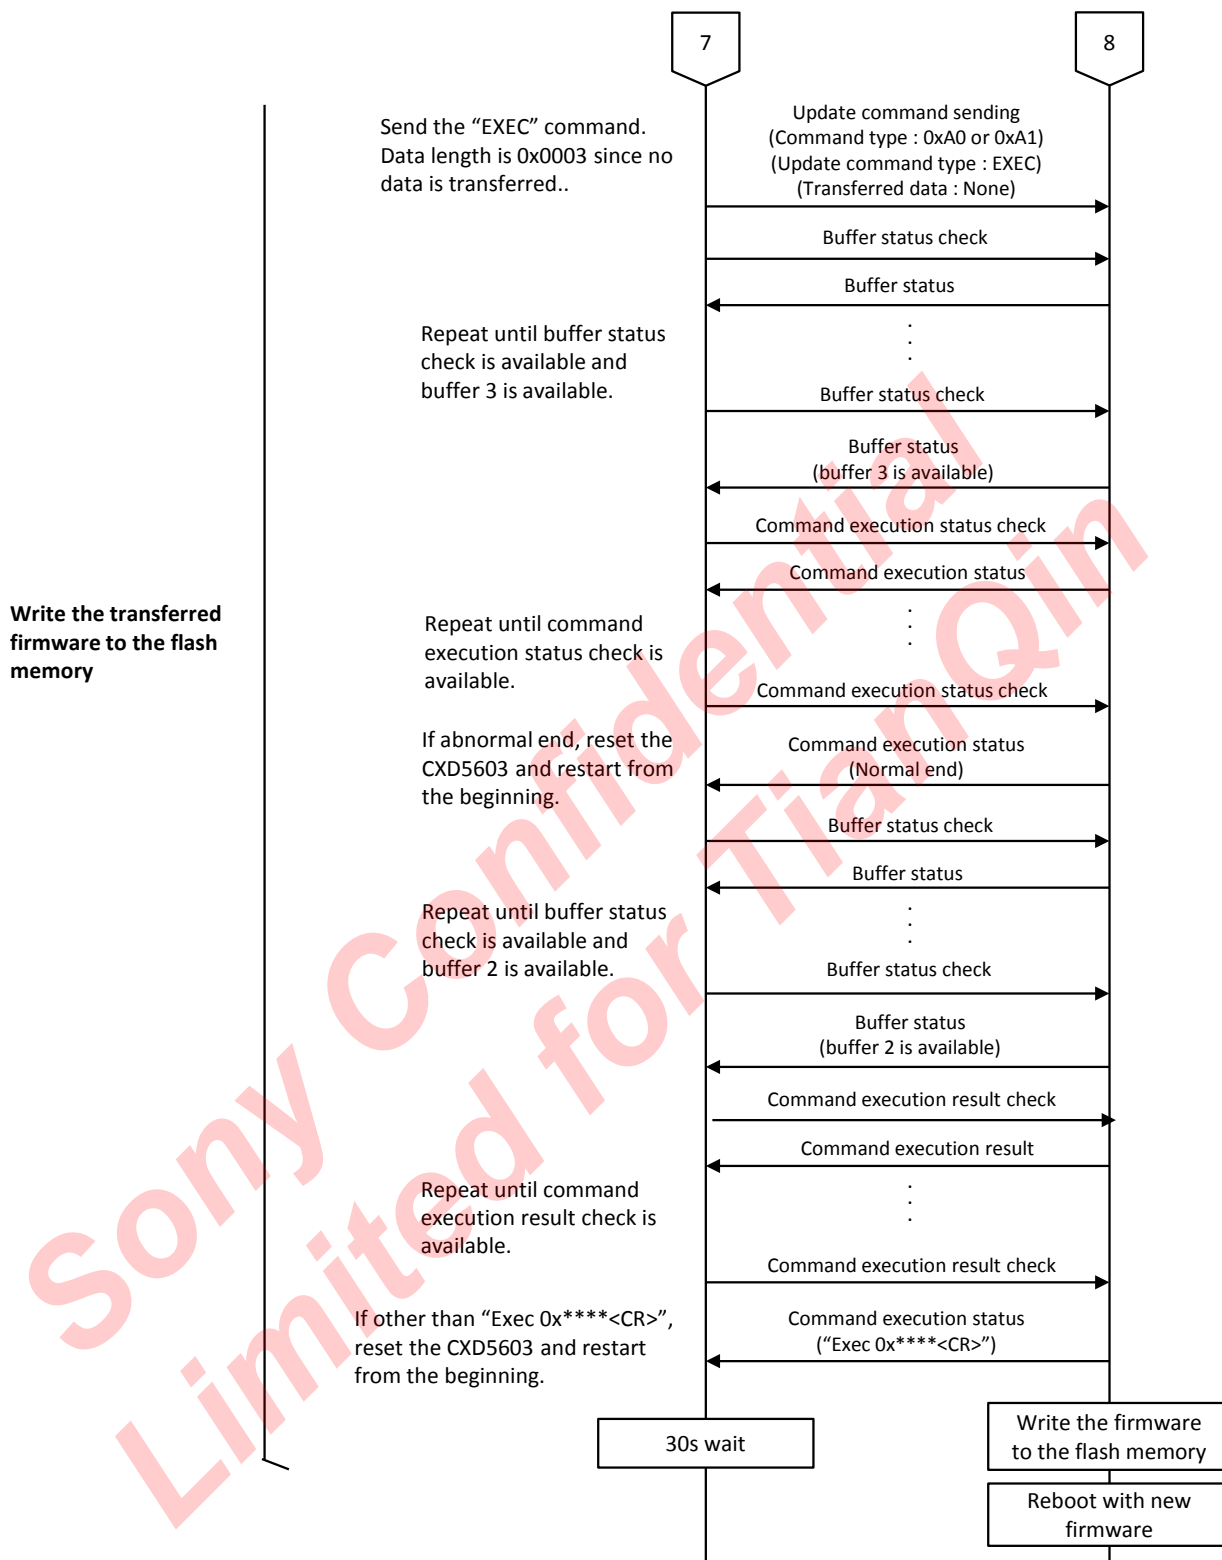 7
8
Send the “EXEC” command.
Data length is 0x0003 since no
data is transferred..
Update command sending
(Command type : 0xA0 or 0xA1)
(Update command type : EXEC)
(Transferred data : None)
Buffer status check
Buffer status
Repeat until buffer status
check is available and
buffer 3 is available.
.
.
.
Buffer status check
Buffer status
(buffer 3 is available)
Command execution status check
Command execution status
Write the transferred
firmware to the flash
memory
Repeat until command
execution status check is
available.
.
.
.
Command execution status check
If abnormal end, reset the
CXD5603 and restart from
the beginning.
Command execution status
(Normal end)
Buffer status check
Buffer status
Repeat until buffer status
check is available and
buffer 2 is available.
.
.
.
Buffer status check
Buffer status
(buffer 2 is available)
Command execution result check
Command execution result
Repeat until command
execution result check is
available.
.
.
.
Command execution result check
If other than “Exec 0x****<CR>”,
reset the CXD5603 and restart
from the beginning.
Command execution status
(“Exec 0x****<CR>”)
30s wait
Write the firmware
to the flash memory
Reboot with new
firmware
Sony Confidential
Limited for TianQin